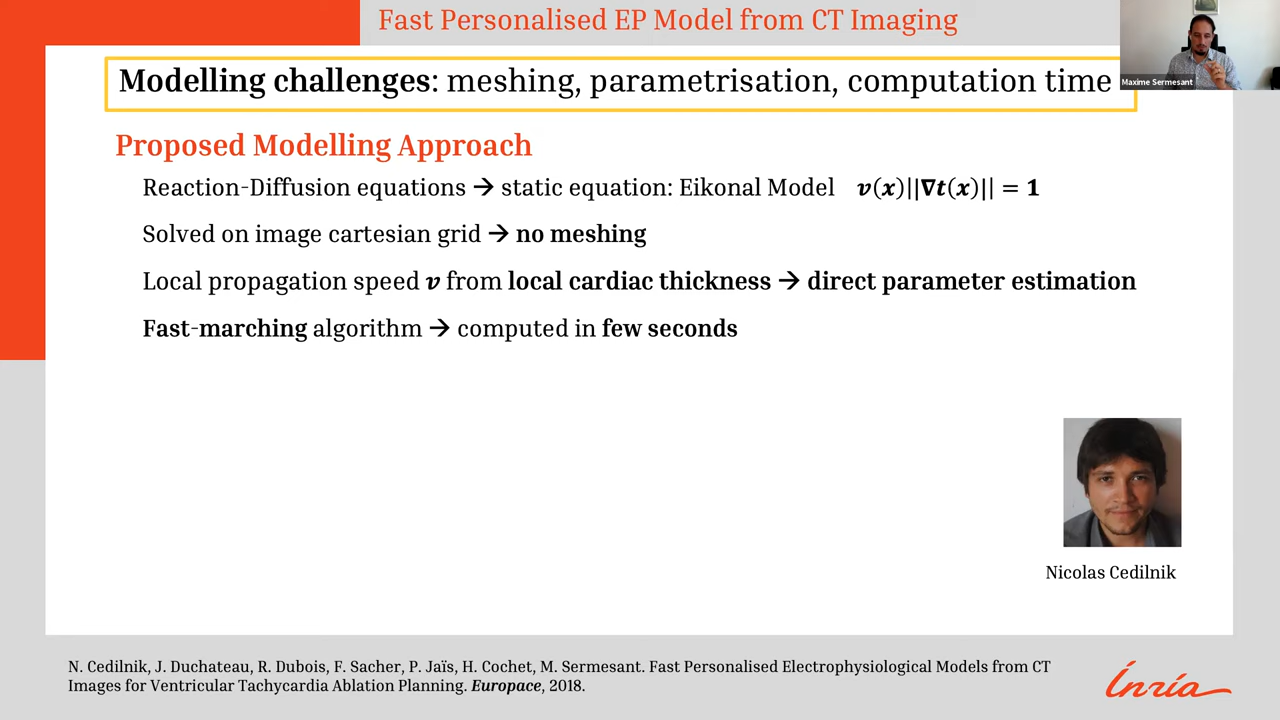 Fast Personalised EP Model from CT Imaging
Maxime Sermesant
Modelling challenges: meshing, parametrisation, computation time
Proposed Modelling Approach
Reaction-Diffusion equations → static equation: Eikonal Model v(x)||∇t(x)|| = 1
Solved on image cartesian grid → no meshing
Local propagation speed v from local cardiac thickness → direct parameter estimation
Fast-marching algorithm → computed in few seconds
Nicolas Cedilnik
N. Cedilnik, J. Duchateau, R. Dubois, F. Sacher, P. Jaïs, H. Cochet, M. Sermesant. Fast Personalised Electrophysiological Models from CT
Images for Ventricular Tachycardia Ablation Planning. Europace, 2018.
Inria